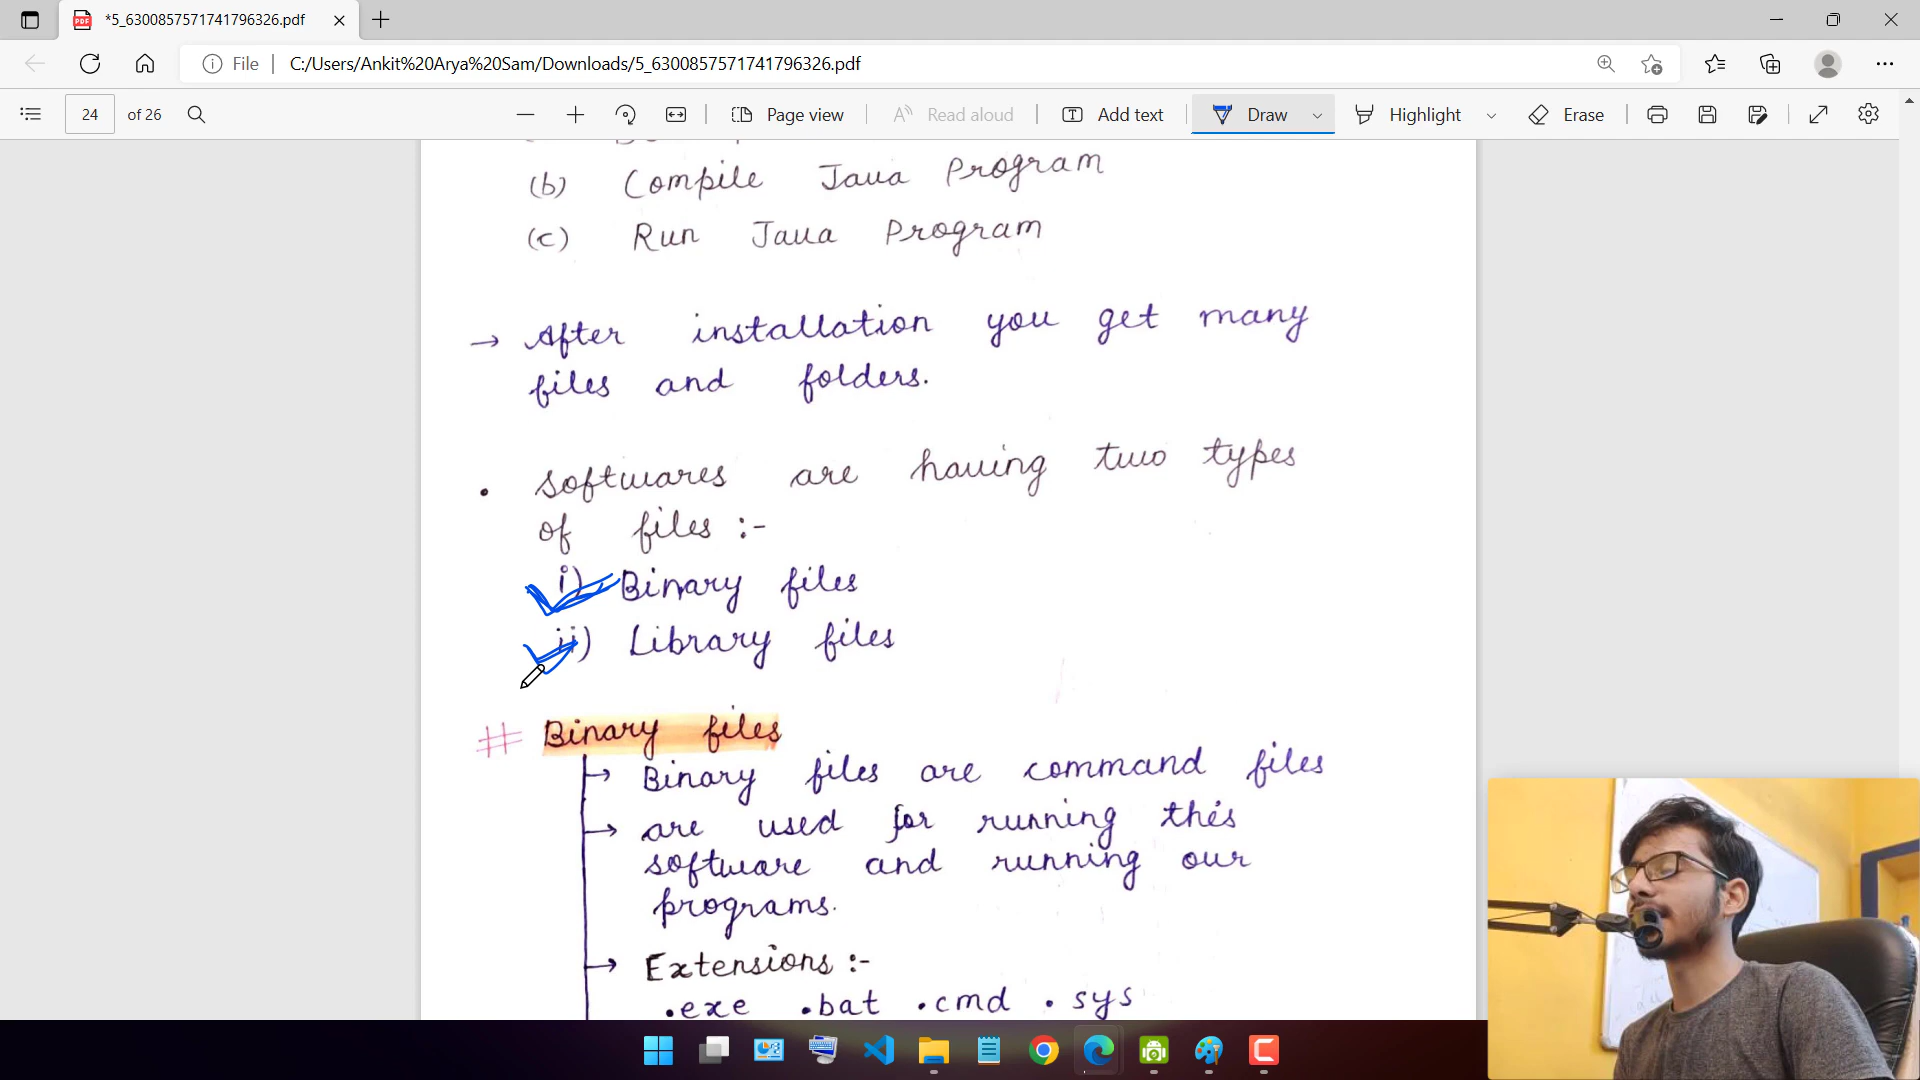 *5_6300857571741796326.pdf
File
C:/Users/Ankit%20Arya%20Sam/Downloads/5_6300857571741796326.pdf
24 of 26
Page view
Read aloud
Add text
Draw
Highlight
Erase
(b) Compile Java Program
(c) Run Java Program
→ After installation you get many
files and folders.
• softwares are having two types
of files :-
i) Binary files
ii) Library files
# Binary files
→ Binary files are command files
→ are used for running this
software and running our
programs.
→ Extensions :-
.exe .bat .cmd .sys